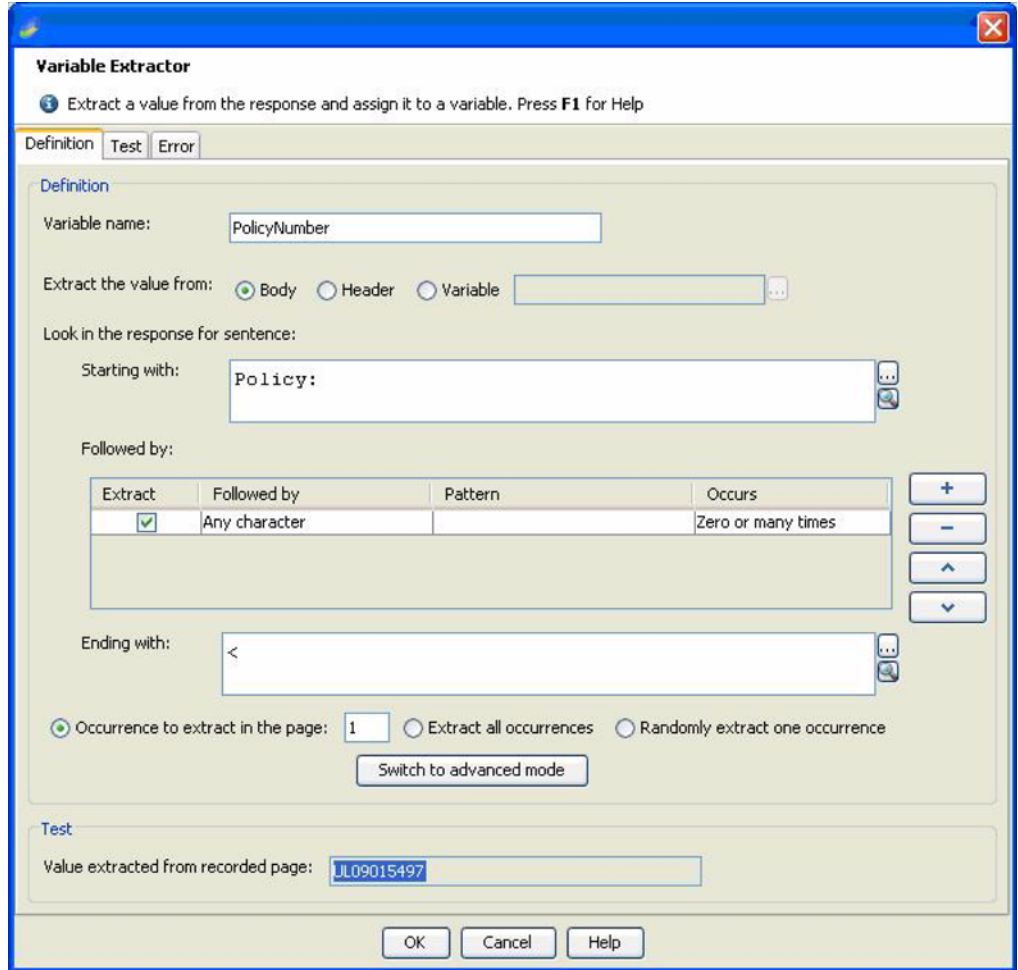 Variable Extractor
Extract a value from the response and assign it to a variable. Press F1 for Help
Definition Test Error
Definition
Variable name: PolicyNumber
Extract the value from: Body Header Variable ...
Look in the response for sentence:
Starting with: Policy: ...
Followed by:
Extract Followed by Pattern Occurs
Any character Zero or many times
Ending with: < ...
Occurrence to extract in the page: 1 Extract all occurrences Randomly extract one occurrence
Switch to advanced mode
Test
Value extracted from recorded page: UL09015497
OK Cancel Help